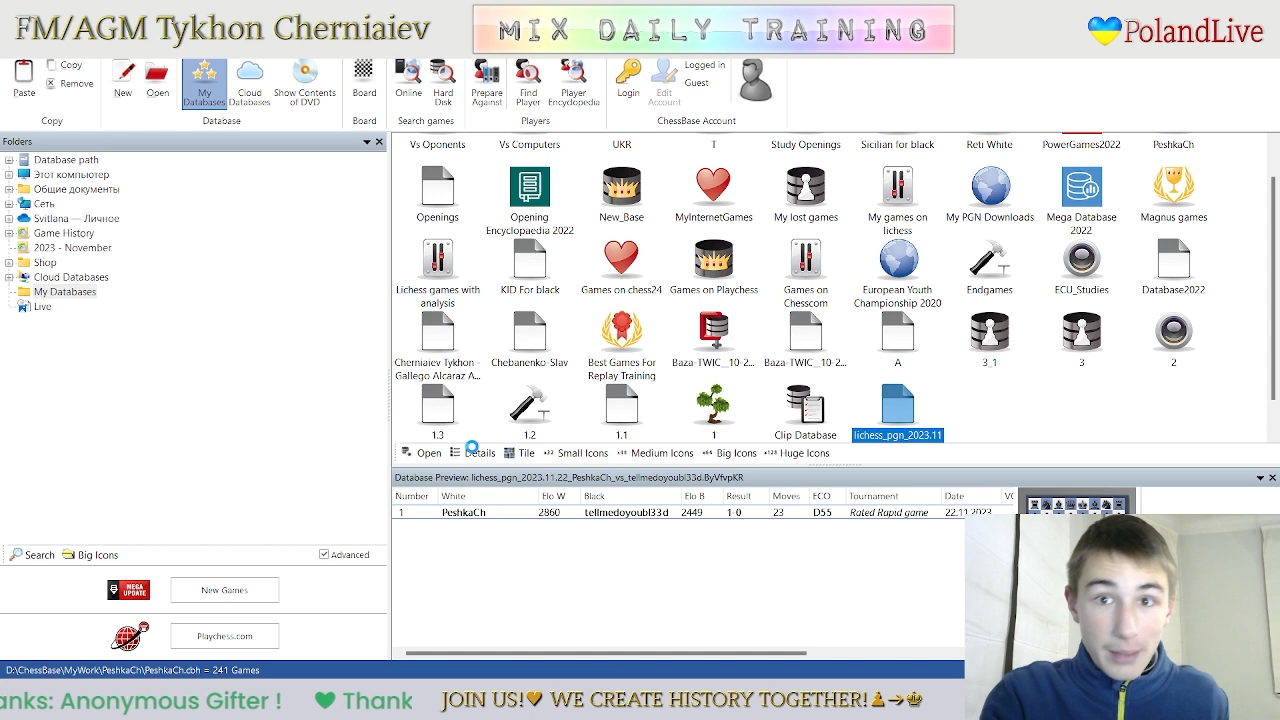 FM/AGM Tykhon Cherniaiev
MIX DAILY TRAINING
PolandLive
Paste
Copy
Remove
Copy
New
Open
My Databases
Cloud Databases
Show Contents of DVD
Database
Board
Board
Online
Hard Disk
Search games
Prepare Against
Find Player
Player Encyclopedia
Players
Login
Edit Account
Logged in
Guest
ChessBase Account
Folders
Database path
Этот компьютер
Общие документы
Сеть
Svitlana — Личное
Game History
2023 - November
Shop
Cloud Databases
My Databases
Live
Search
Big Icons
Advanced
MEGA UPDATE
New Games
Playchess.com
Vs Oponents
Vs Computers
UKR
T
Study Openings
Sicilian for black
Reti White
PowerGames2022
PeshkaCh
Openings
Opening Encyclopaedia 2022
New_Base
MyInternetGames
My lost games
My games on lichess
My PGN Downloads
Mega Database 2022
Magnus games
Lichess games with analysis
KID For black
Games on chess24
Games on Playchess
Games on Chesscom
European Youth Championship 2020
Endgames
ECU_Studies
Database2022
Cherniaiev Tykhon - Gallego Alcaraz A...
Chebanenko-Slav
Best Games For Replay Training
Baza-TWIC__10-2...
Baza-TWIC__10-2...
A
3_1
3
2
1.3
1.2
1.1
1
Clip Database
lichess_pgn_2023.11
Open
Details
Tile
Small Icons
Medium Icons
Big Icons
Huge Icons
Database Preview: lichess_pgn_2023.11.22_PeshkaCh_vs_tellmedoyoubl33d.ByVfvpKR
Number White Elo W Black Elo B Result Moves ECO Tournament Date
1 PeshkaCh 2860 tellmedoyoubl33d 2449 1-0 23 D55 Rated Rapid game 22.11.2023
D:\ChessBase\MyWork\PeshkaCh\PeshkaCh.cbh = 241 Games
anks: Anonymous Gifter ! 💚 Thank
JOIN US!🧡 WE CREATE HISTORY TOGETHER!♟→♚